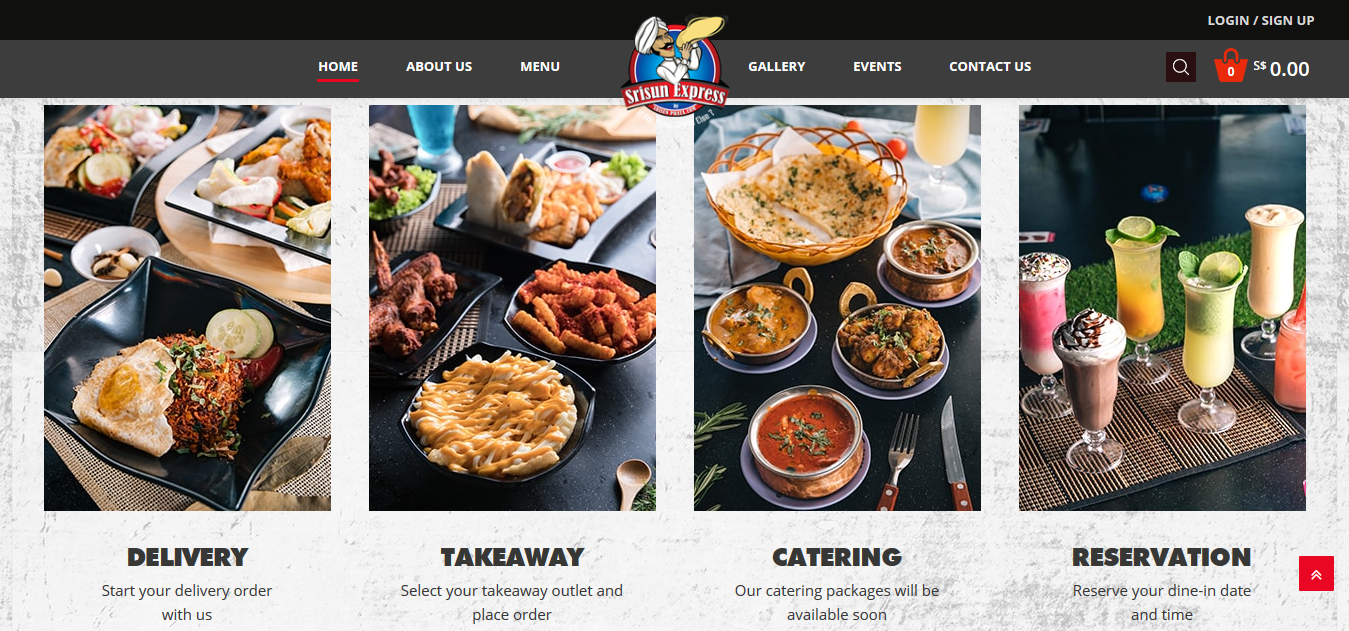 LOGIN / SIGN UP
HOME
ABOUT US
MENU
Srisun Express
GALLERY
EVENTS
CONTACT US
0
S$ 0.00
DELIVERY
Start your delivery order
with us
TAKEAWAY
Select your takeaway outlet and
place order
CATERING
Our catering packages will be
available soon
RESERVATION
Reserve your dine-in date
and time